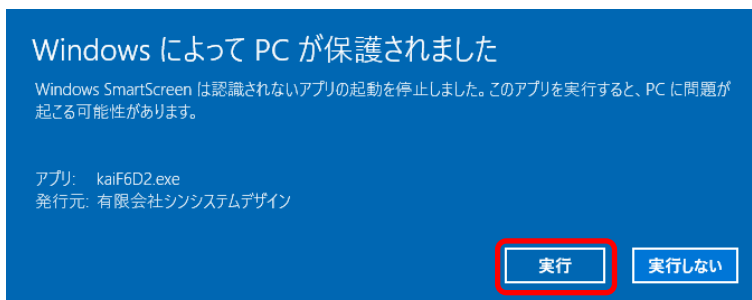 Windows によって PC が保護されました
Windows SmartScreen は認識されないアプリの起動を停止しました。このアプリを実行すると、PC に問題が
起こる可能性があります。
アプリ: kaiF6D2.exe
発行元: 有限会社シンシステムデザイン
実行 実行しない